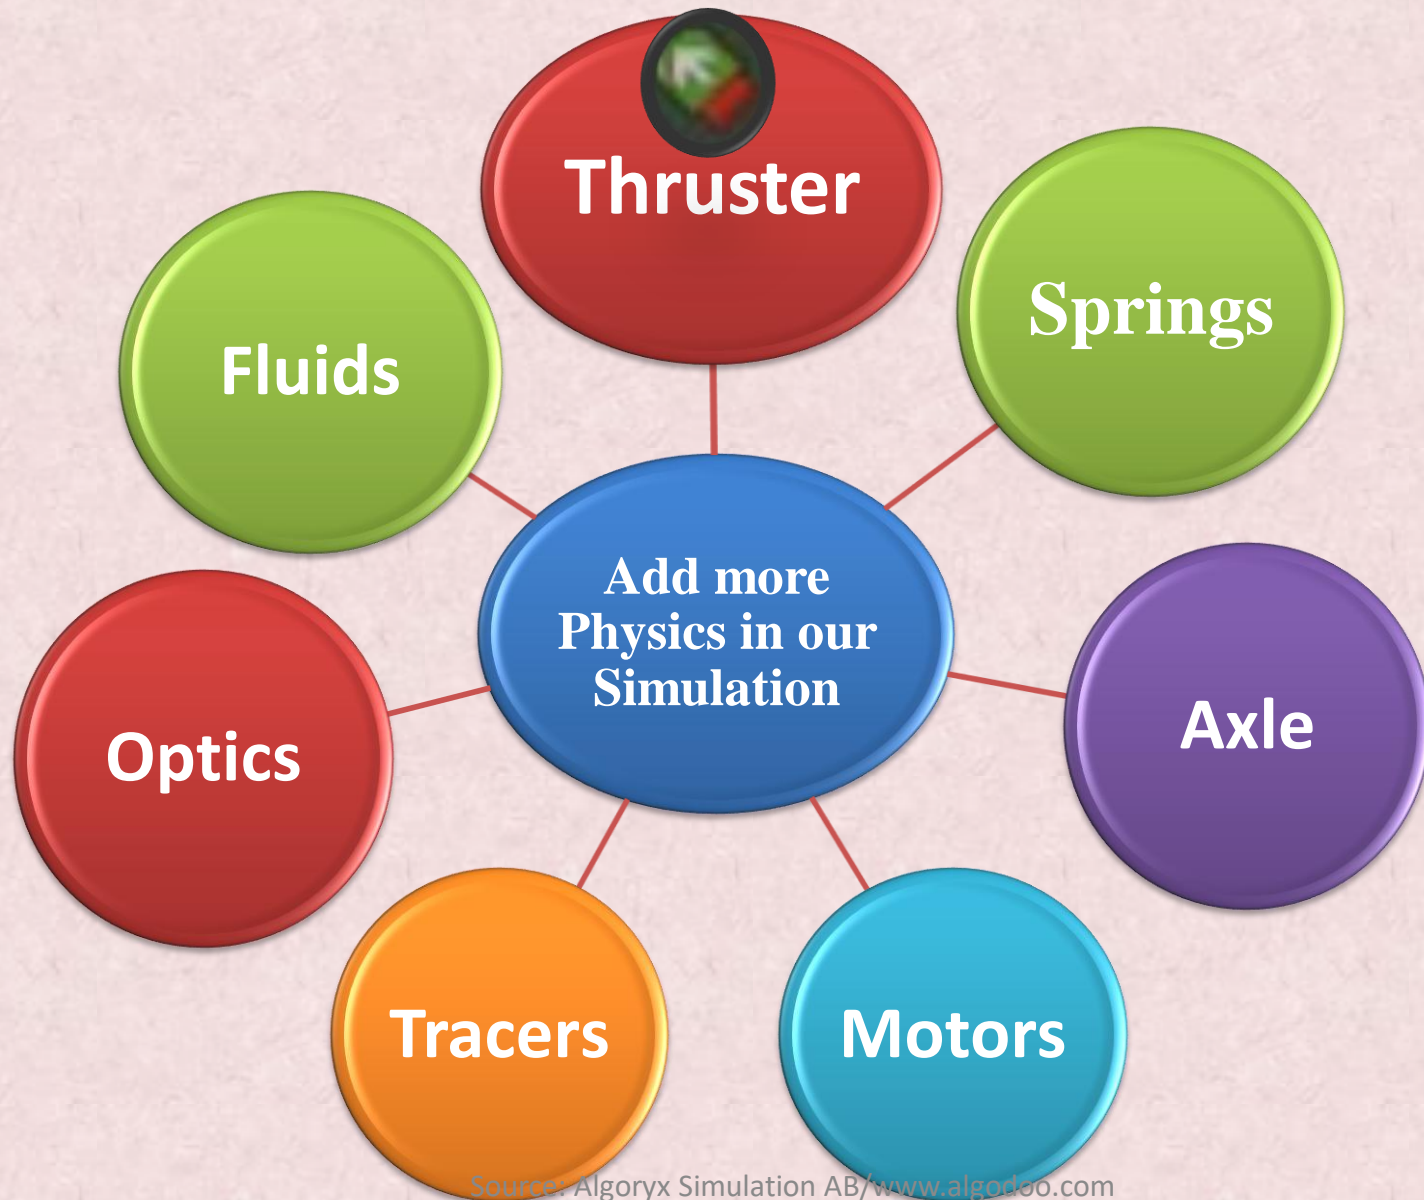 Thruster
Springs
Fluids
Add more
Physics in our
Simulation
Axle
Optics
Tracers
Motors
Source: Algoryx Simulation AB/www.algodoo.com